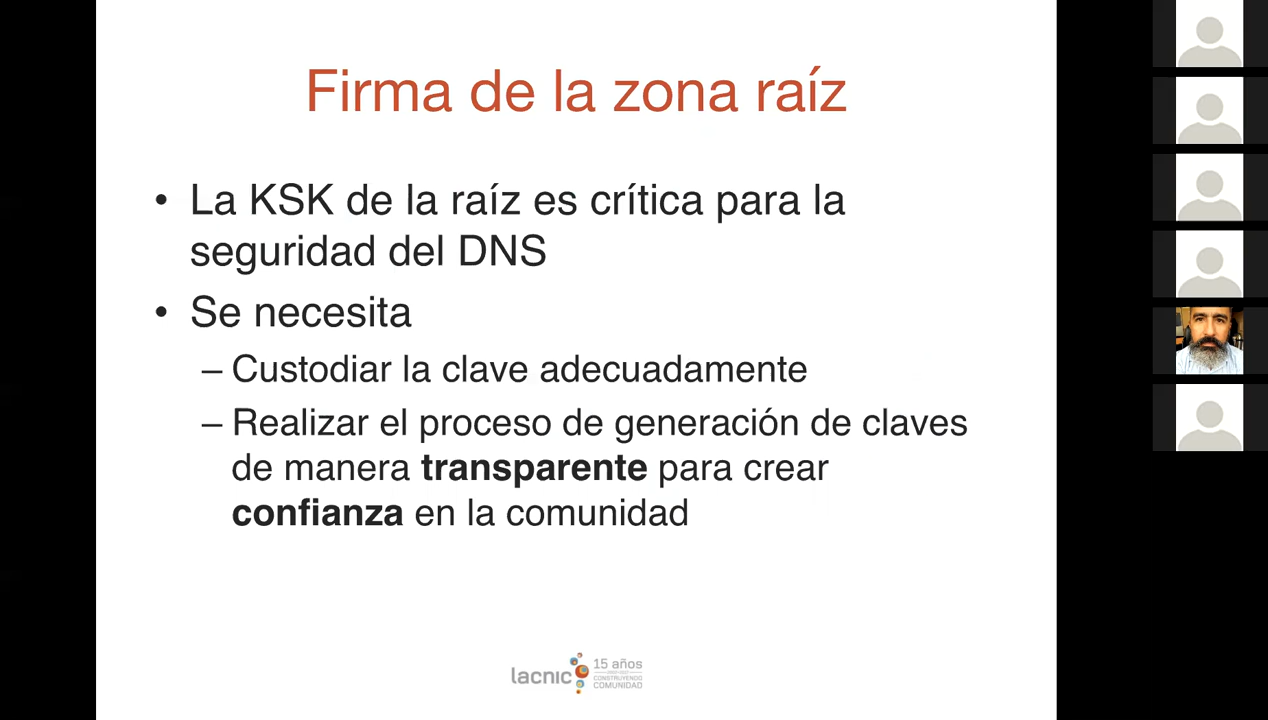 Firma de la zona raíz
• La KSK de la raíz es crítica para la
seguridad del DNS
• Se necesita
– Custodiar la clave adecuadamente
– Realizar el proceso de generación de claves
de manera transparente para crear
confianza en la comunidad
lacnic
15 años
CONSTRUYENDO
COMUNIDAD